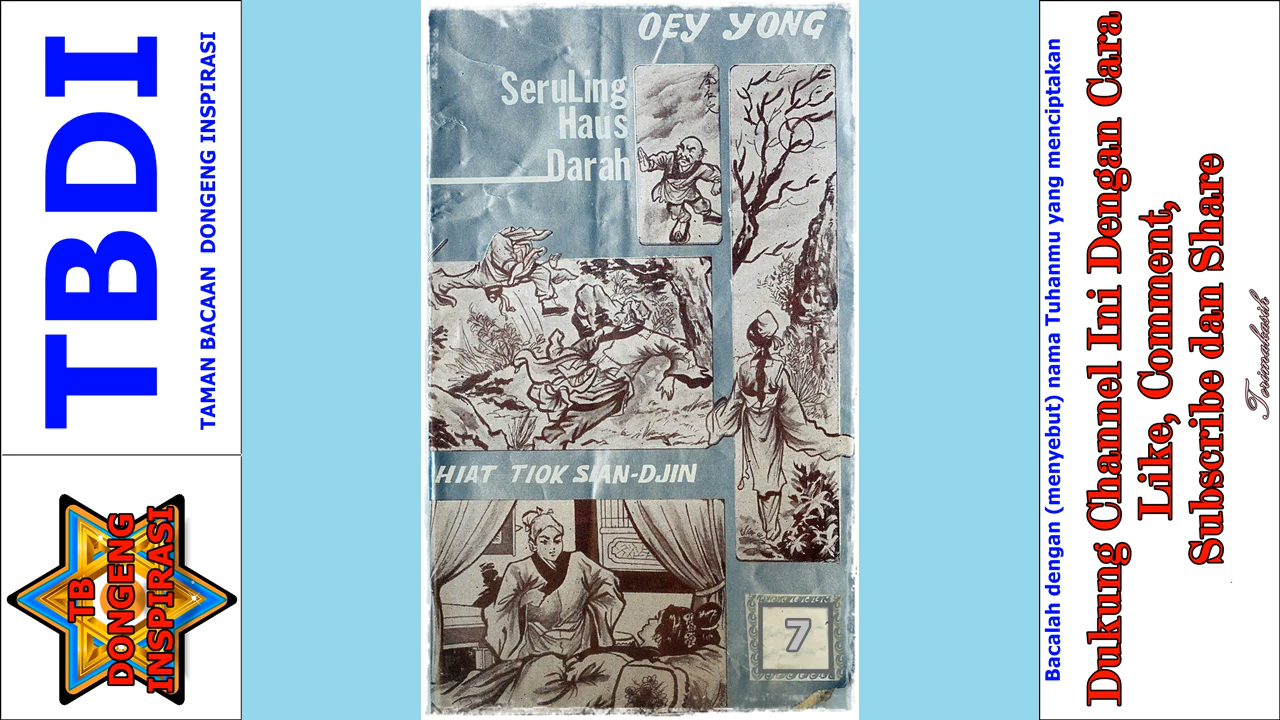 TBDI
TAMAN BACAAN DONGENG INSPIRASI
TB
DONGENG
INSPIRASI
OEY YONG
SeruLing
Haus
Darah
HIAT TIOK SIAN-DJIN
7
Bacalah dengan (menyebut) nama Tuhanmu yang menciptakan
Dukung Channel Ini Dengan Cara
Like, Comment,
Subscribe dan Share
Terimakasih